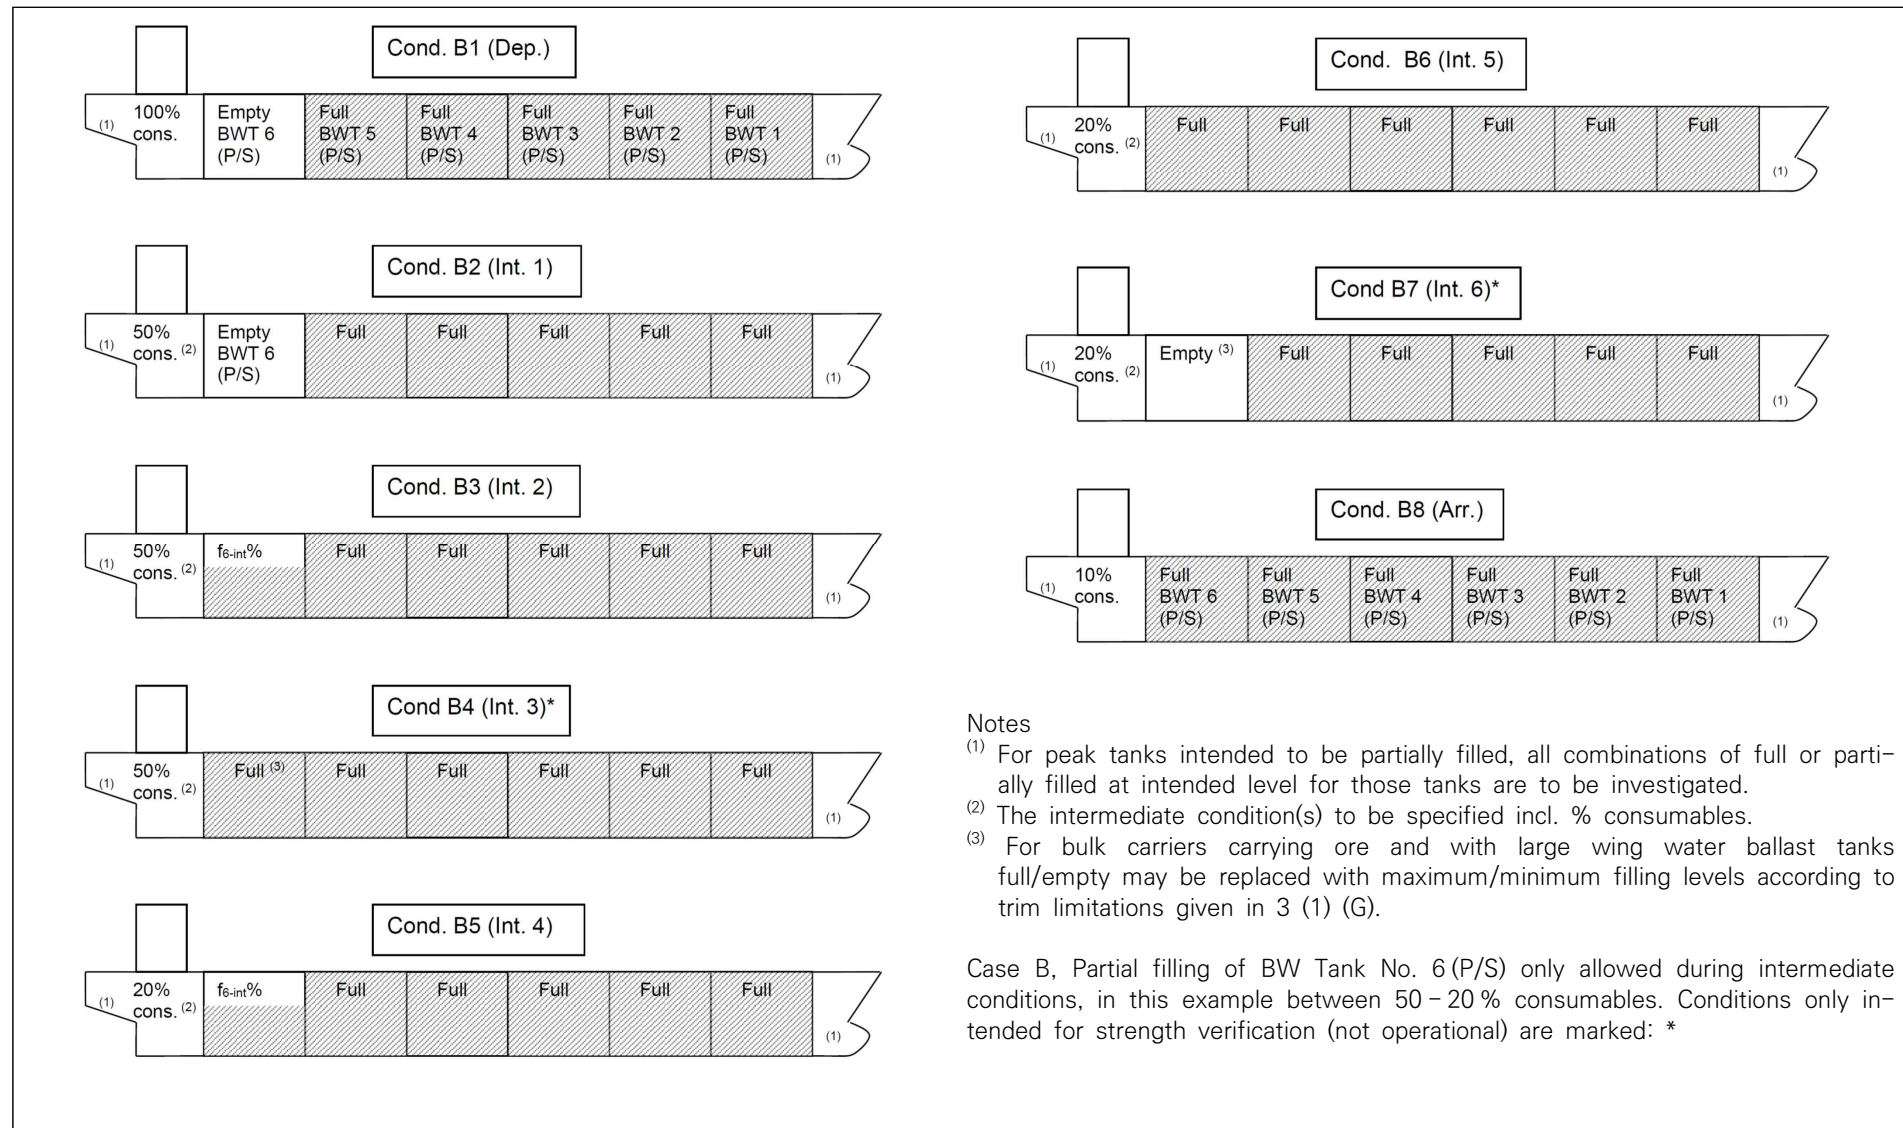 Cond. B1 (Dep.)
(1)
100%
cons.
Empty
BWT 6
(P/S)
Full
BWT 5
(P/S)
Full
BWT 4
(P/S)
Full
BWT 3
(P/S)
Full
BWT 2
(P/S)
Full
BWT 1
(P/S)
(1)
Cond. B2 (Int. 1)
(1)
50%
cons. (2)
Empty
BWT 6
(P/S)
Full
Full
Full
Full
Full
(1)
Cond. B3 (Int. 2)
(1)
50%
cons. (2)
f6-int%
Full
Full
Full
Full
Full
(1)
Cond B4 (Int. 3)*
(1)
50%
cons. (2)
Full (3)
Full
Full
Full
Full
Full
(1)
Cond. B5 (Int. 4)
(1)
20%
cons. (2)
f6-int%
Full
Full
Full
Full
Full
(1)
Cond. B6 (Int. 5)
(1)
20%
cons. (2)
Full
Full
Full
Full
Full
Full
(1)
Cond B7 (Int. 6)*
(1)
20%
cons. (2)
Empty (3)
Full
Full
Full
Full
Full
(1)
Cond. B8 (Arr.)
(1)
10%
cons.
Full
BWT 6
(P/S)
Full
BWT 5
(P/S)
Full
BWT 4
(P/S)
Full
BWT 3
(P/S)
Full
BWT 2
(P/S)
Full
BWT 1
(P/S)
(1)
Notes
(1) For peak tanks intended to be partially filled, all combinations of full or parti-
ally filled at intended level for those tanks are to be investigated.
(2) The intermediate condition(s) to be specified incl. % consumables.
(3) For bulk carriers carrying ore and with large wing water ballast tanks
full/empty may be replaced with maximum/minimum filling levels according to
trim limitations given in 3 (1) (G).
Case B, Partial filling of BW Tank No. 6 (P/S) only allowed during intermediate
conditions, in this example between 50 - 20 % consumables. Conditions only in-
tended for strength verification (not operational) are marked: *